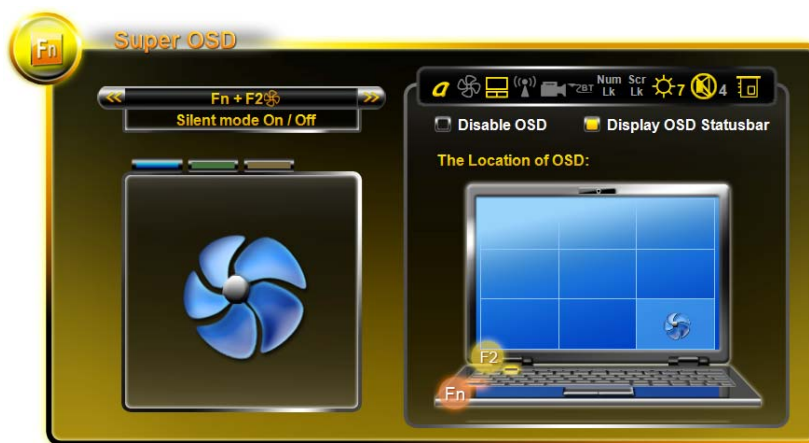 Fn
Super OSD
<< Fn + F2 >>
Silent mode On / Off
a BT Num Lk Scr Lk 7 4
Disable OSD
Display OSD Statusbar
The Location of OSD:
F2
Fn